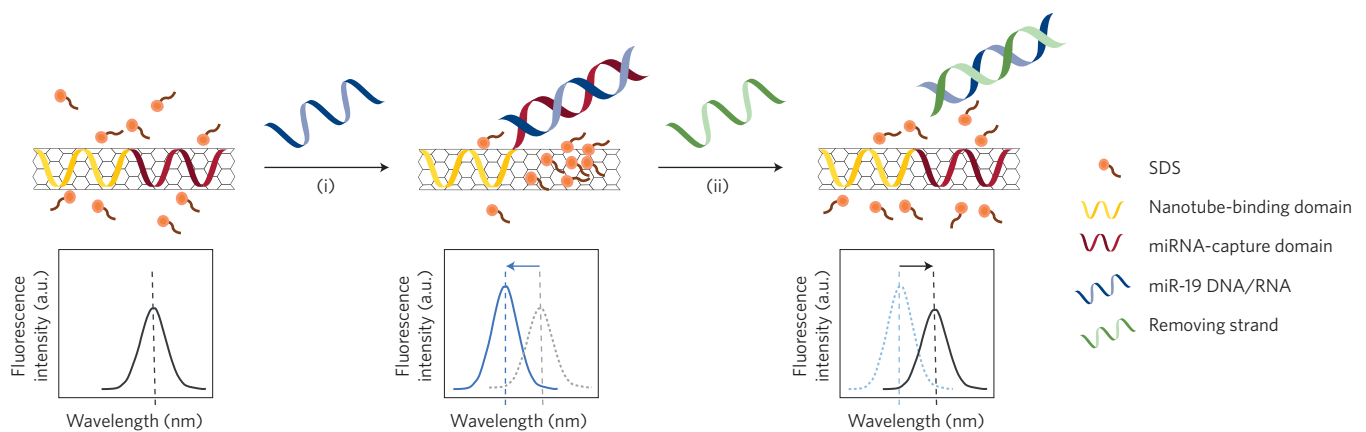 (i)
(ii)
SDS
Nanotube-binding domain
miRNA-capture domain
miR-19 DNA/RNA
Removing strand
Fluorescence
intensity (a.u.)
Wavelength (nm)
Fluorescence
intensity (a.u.)
Wavelength (nm)
Fluorescence
intensity (a.u.)
Wavelength (nm)